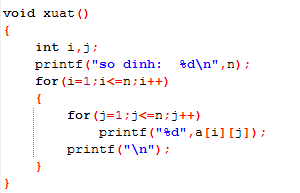 void xuat()
{
    int i,j;
    printf("so dinh:  %d\n",n);
    for(i=1;i<=n;i++)
    {
        for(j=1;j<=n;j++)
            printf("%d",a[i][j]);
        printf("\n");
    }
}